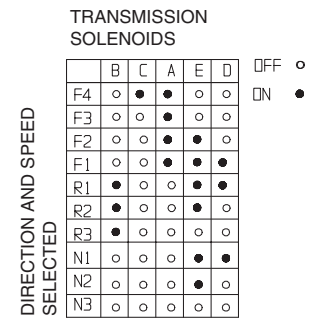 TRANSMISSION
SOLENOIDS
B C A E D
OFF ○
ON ●
F4 ○ ● ● ○ ○
F3 ○ ○ ● ○ ○
F2 ○ ○ ● ● ○
F1 ○ ○ ● ● ●
R1 ● ○ ○ ● ●
R2 ● ○ ○ ● ○
R3 ● ○ ○ ○ ○
N1 ○ ○ ○ ● ●
N2 ○ ○ ○ ● ○
N3 ○ ○ ○ ○ ○
DIRECTION AND SPEED
SELECTED